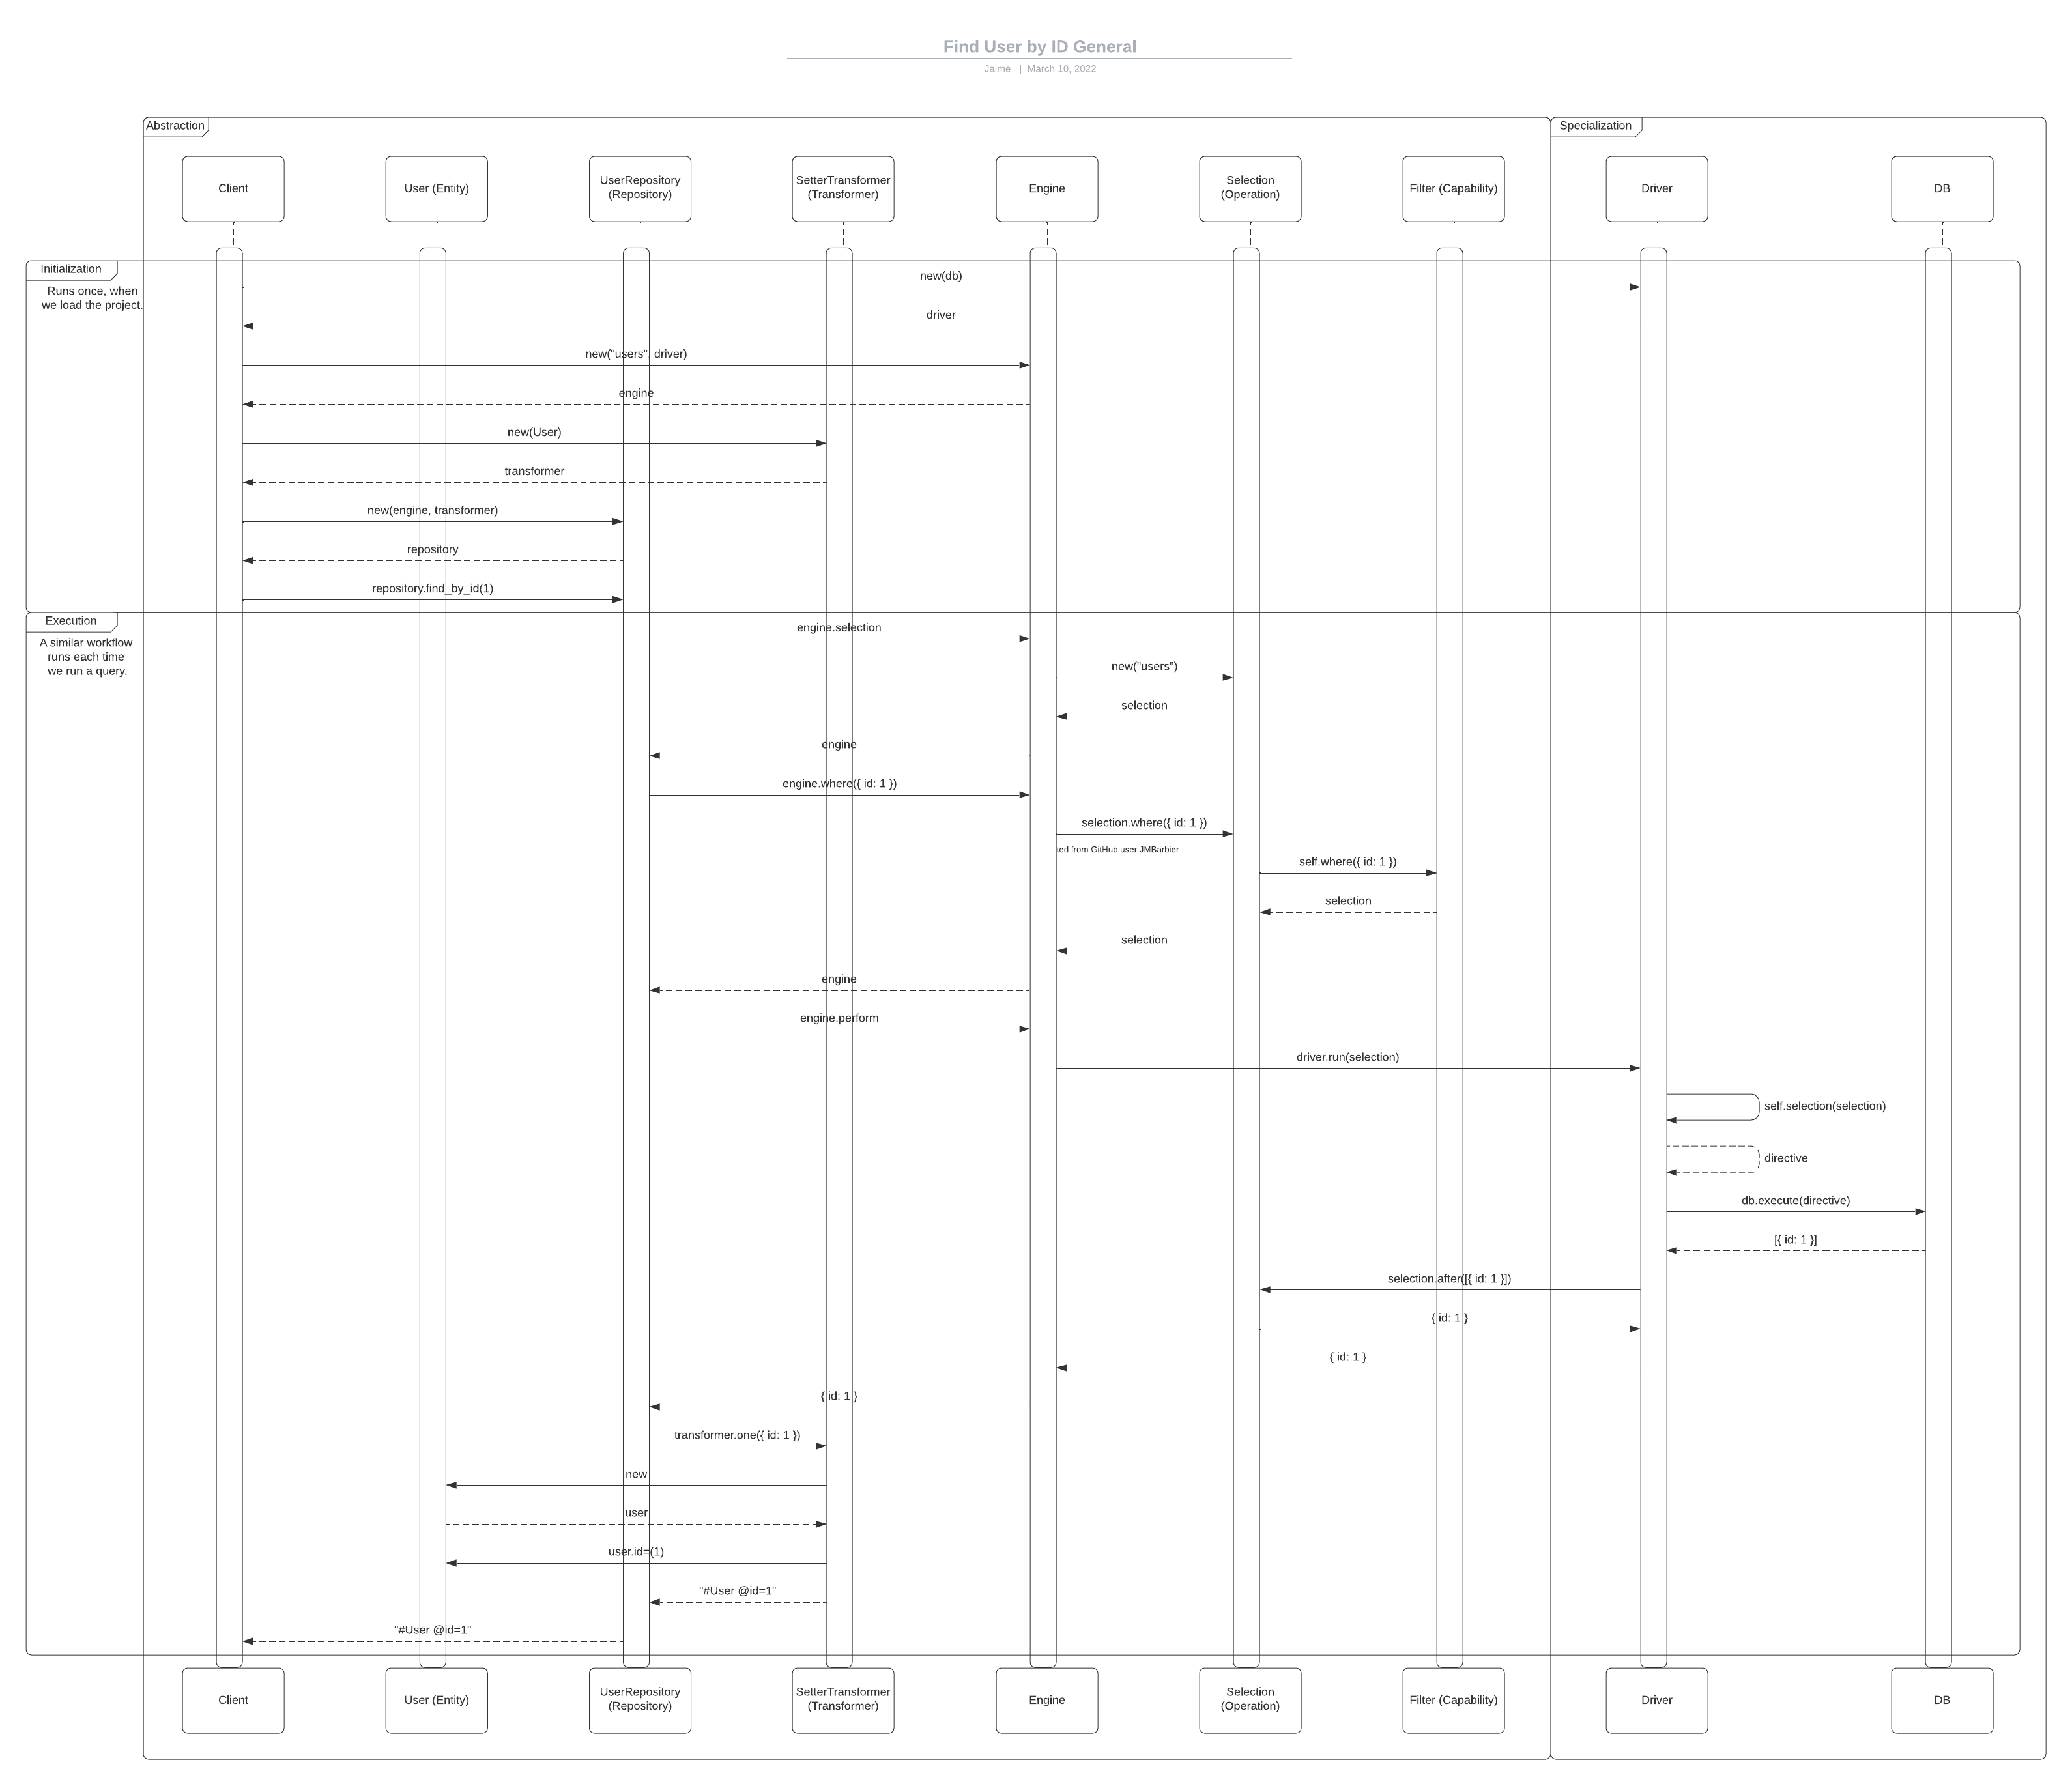 Find User by ID General
Jaime | March 10, 2022
Abstraction
Specialization
Client
User (Entity)
UserRepository
(Repository)
SetterTransformer
(Transformer)
Engine
Selection
(Operation)
Filter (Capability)
Driver
DB
Initialization
Runs once, when
we load the project.
new(db)
driver
new("users", driver)
engine
new(User)
transformer
new(engine, transformer)
repository
repository.find_by_id(1)
Execution
A similar workflow
runs each time
we run a query.
engine.selection
new("users")
selection
engine
engine.where({ id: 1 })
selection.where({ id: 1 })
ted from GitHub user JMBarbier
self.where({ id: 1 })
selection
selection
engine
engine.perform
driver.run(selection)
self.selection(selection)
directive
db.execute(directive)
[{ id: 1 }]
selection.after([{ id: 1 }])
{ id: 1 }
{ id: 1 }
{ id: 1 }
transformer.one({ id: 1 })
new
user
user.id=(1)
"#User @id=1"
"#User @id=1"
Client
User (Entity)
UserRepository
(Repository)
SetterTransformer
(Transformer)
Engine
Selection
(Operation)
Filter (Capability)
Driver
DB